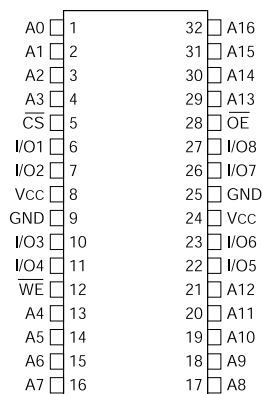 A0 1 32 A16
A1 2 31 A15
A2 3 30 A14
A3 4 29 A13
C̅S̅ 5 28 O̅E̅
I/O1 6 27 I/O8
I/O2 7 26 I/O7
VCC 8 25 GND
GND 9 24 VCC
I/O3 10 23 I/O6
I/O4 11 22 I/O5
W̅E̅ 12 21 A12
A4 13 20 A11
A5 14 19 A10
A6 15 18 A9
A7 16 17 A8